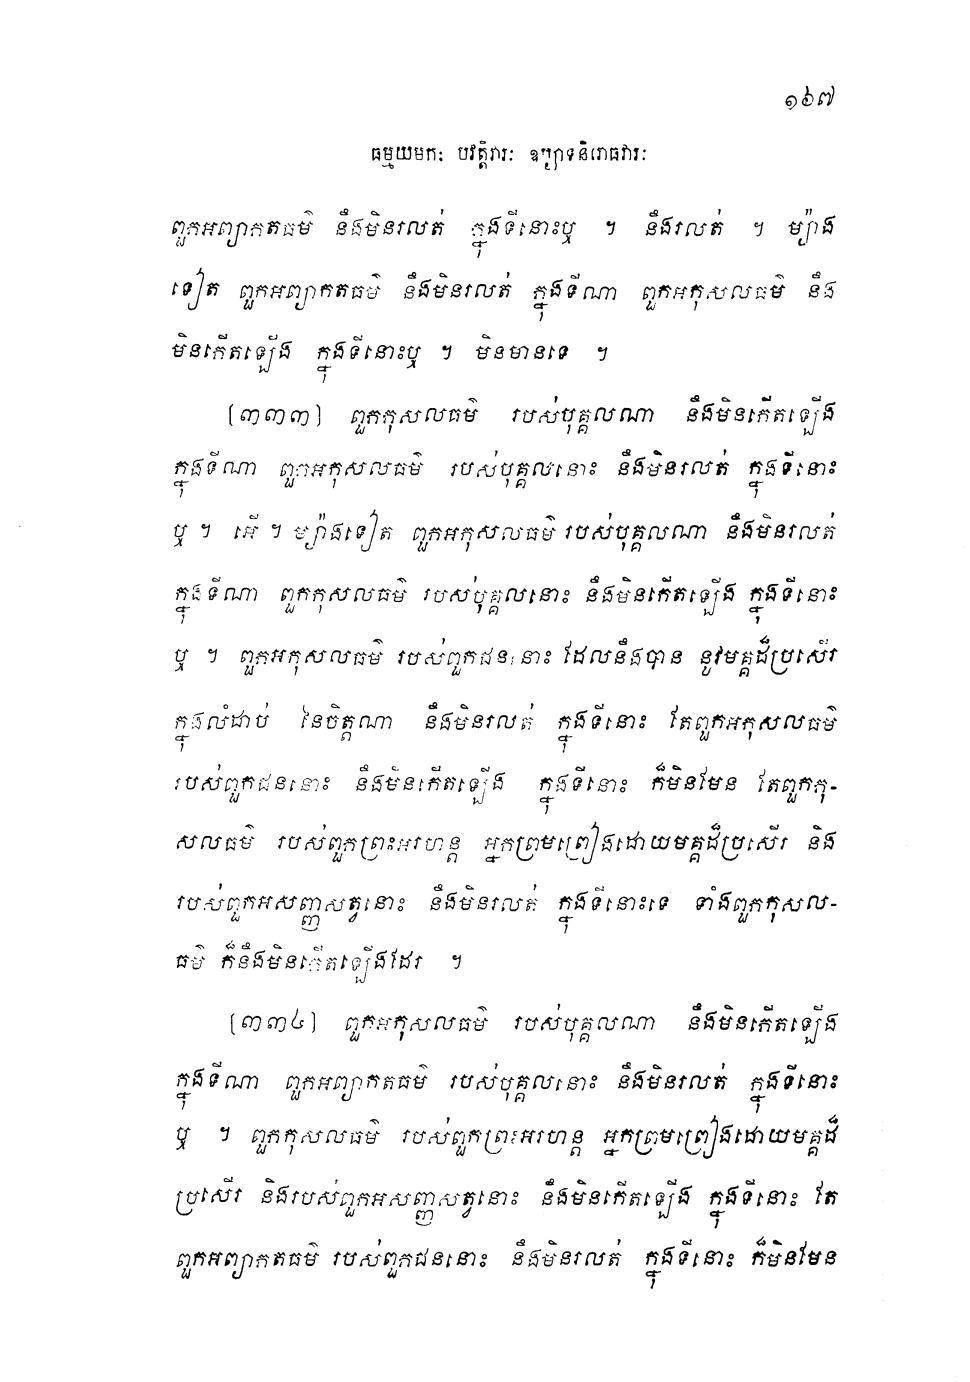 ១៦៧
ធម្មយមក: បវត្តិវារៈ ឧប្បាទនិរោធវារៈ
ពួកអព្យាកតធម៌ នឹងមិនរលត់ ក្នុងទីនោះឬ ។ នឹងរលត់ ។ ម្យ៉ាង
ទៀត ពួកអព្យាកតធម៌ នឹងមិនរលត់ ក្នុងទីណា ពួកអកុសលធម៌ នឹង
មិនកើតឡើង ក្នុងទីនោះឬ ។ មិនមានទេ ។
[៣៣៣] ពួកកុសលធម៌ របស់បុគ្គលណា នឹងមិនកើតឡើង
ក្នុងទីណា ពួកអកុសលធម៌ របស់បុគ្គលនោះ នឹងមិនរលត់ ក្នុងទីនោះ
ឬ ។ អើ ។ ម្យ៉ាងទៀត ពួកអកុសលធម៌ របស់បុគ្គលណា នឹងមិនរលត់
ក្នុងទីណា ពួកកុសលធម៌ របស់បុគ្គលនោះ នឹងមិនកើតឡើង ក្នុងទីនោះ
ឬ ។ ពួកអកុសលធម៌ របស់ពួកជននោះ ដែលនឹងបាន នូវមគ្គដ៏ប្រសើរ
ក្នុងលំដាប់ នៃចិត្តណា នឹងមិនរលត់ ក្នុងទីនោះ តែពួកអកុសលធម៌
របស់ពួកជននោះ នឹងមិនកើតឡើង ក្នុងទីនោះ ក៏មិនមែន តែពួកកុ-
សលធម៌ របស់ពួកព្រះអរហន្ត អ្នកព្រមព្រៀងដោយមគ្គដ៏ប្រសើរ និង
របស់ពួកអសញ្ញសត្វនោះ នឹងមិនរលត់ ក្នុងទីនោះទេ ទាំងពួកកុសល-
ធម៌ ក៏នឹងមិនកើតឡើងដែរ ។
[៣៣៤] ពួកអកុសលធម៌ របស់បុគ្គលណា នឹងមិនកើតឡើង
ក្នុងទីណា ពួកអព្យាកតធម៌ របស់បុគ្គលនោះ នឹងមិនរលត់ ក្នុងទីនោះ
ឬ ។ ពួកកុសលធម៌ របស់ពួកព្រះអរហន្ត អ្នកព្រមព្រៀងដោយមគ្គដ៏
ប្រសើរ និងរបស់ពួកអសញ្ញសត្វនោះ នឹងមិនកើតឡើង ក្នុងទីនោះ តែ
ពួកអព្យាកតធម៌ របស់ពួកជននោះ នឹងមិនរលត់ ក្នុងទីនោះ ក៏មិនមែន